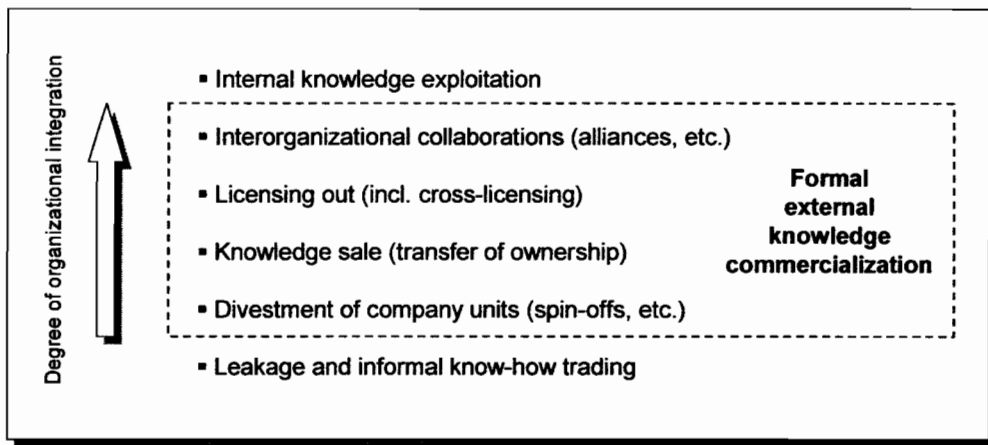 Degree of organizational integration
▪ Internal knowledge exploitation
▪ Interorganizational collaborations (alliances, etc.)
▪ Licensing out (incl. cross-licensing)
▪ Knowledge sale (transfer of ownership)
▪ Divestment of company units (spin-offs, etc.)
▪ Leakage and informal know-how trading
Formal
external
knowledge
commercialization